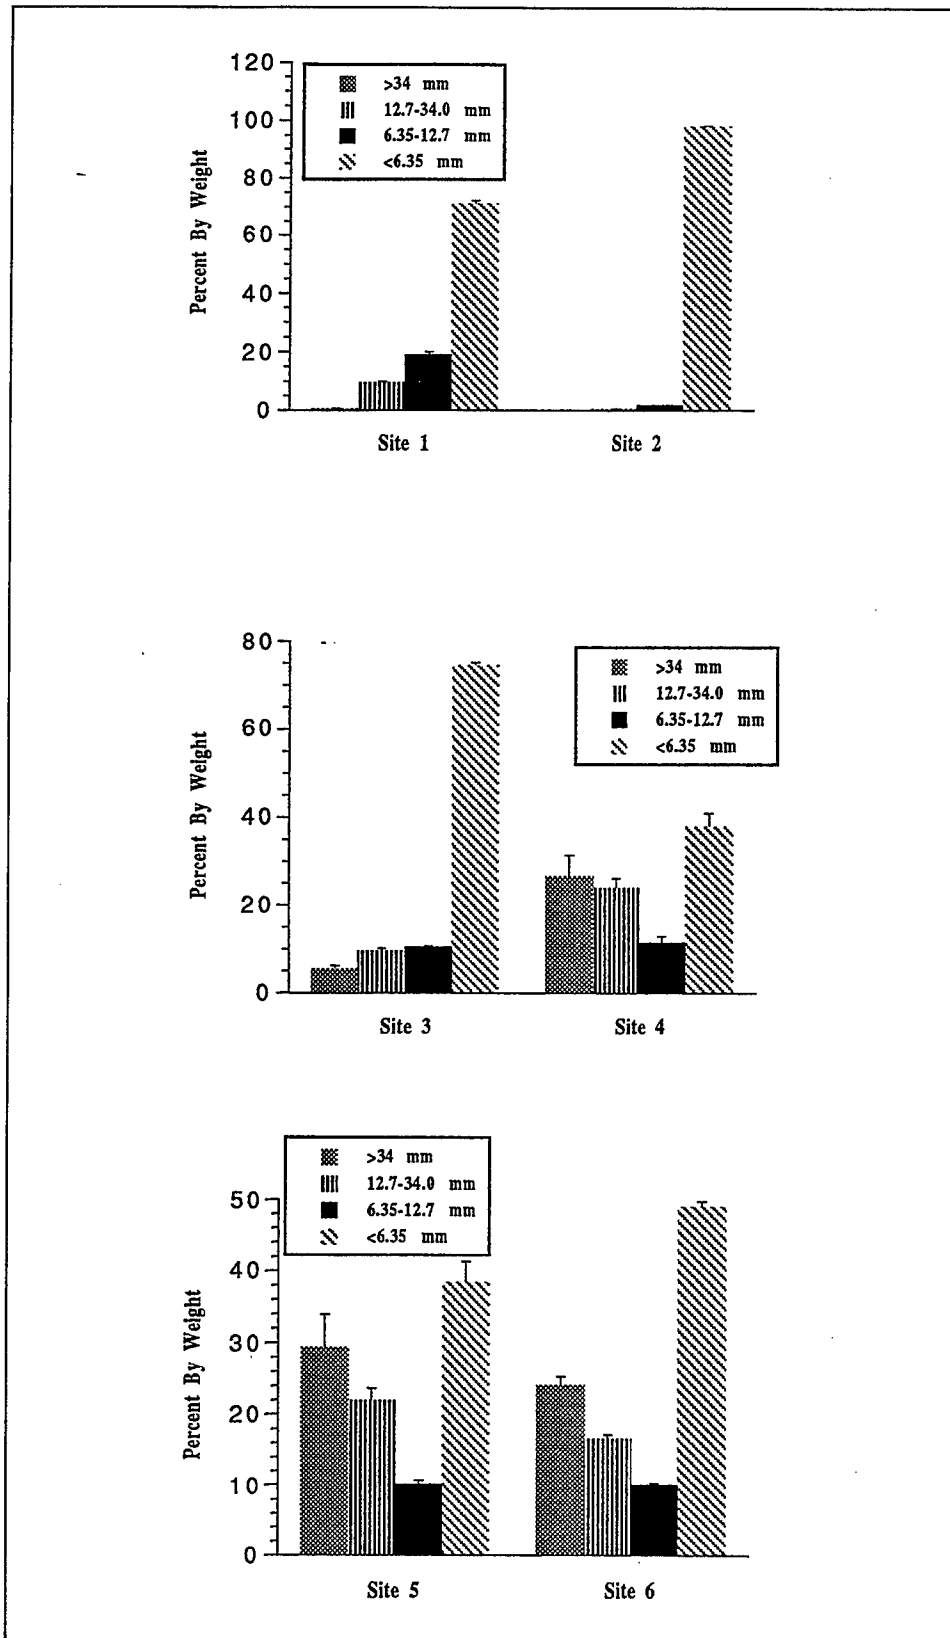 120
100
80
60
40
20
0
Percent By Weight
>34 mm
12.7-34.0 mm
6.35-12.7 mm
<6.35 mm
Site 1 Site 2
80
60
40
20
0
Percent By Weight
>34 mm
12.7-34.0 mm
6.35-12.7 mm
<6.35 mm
Site 3 Site 4
50
40
30
20
10
0
Percent By Weight
>34 mm
12.7-34.0 mm
6.35-12.7 mm
<6.35 mm
Site 5 Site 6